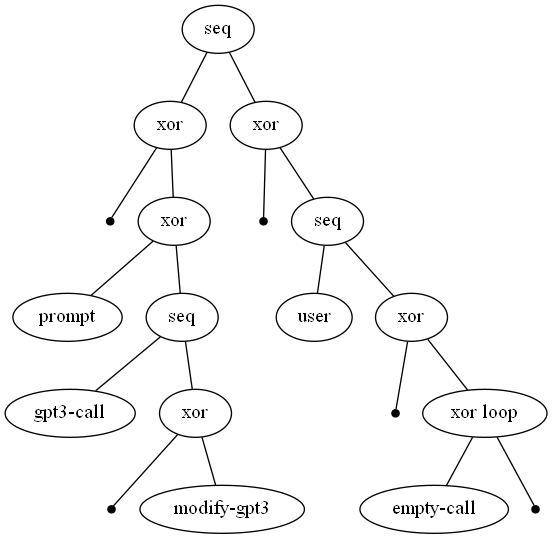 seq
xor xor
xor seq
prompt seq user xor
gpt3-call xor xor loop
modify-gpt3 empty-call